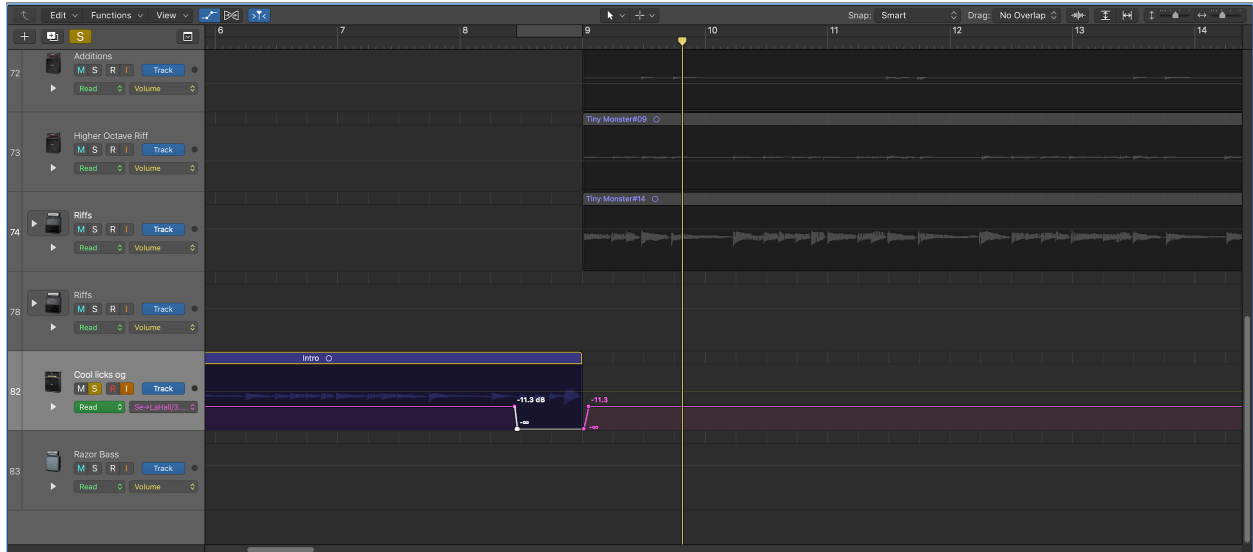 Edit Functions View Snap: Smart Drag: No Overlap
S 6 7 8 9 10 11 12 13 14
72 Additions
M S R I Track
Read Volume
Tiny Monster#09
73 Higher Octave Riff
M S R I Track
Read Volume
Tiny Monster#14
74 Riffs
M S R I Track
Read Volume
78 Riffs
M S R I Track
Read Volume
Intro
82 Cool licks og
M S R I Track
-11.3 dB -11.3
Read Se→LaHall/3...
-∞ -∞
83 Razor Bass
M S R I Track
Read Volume